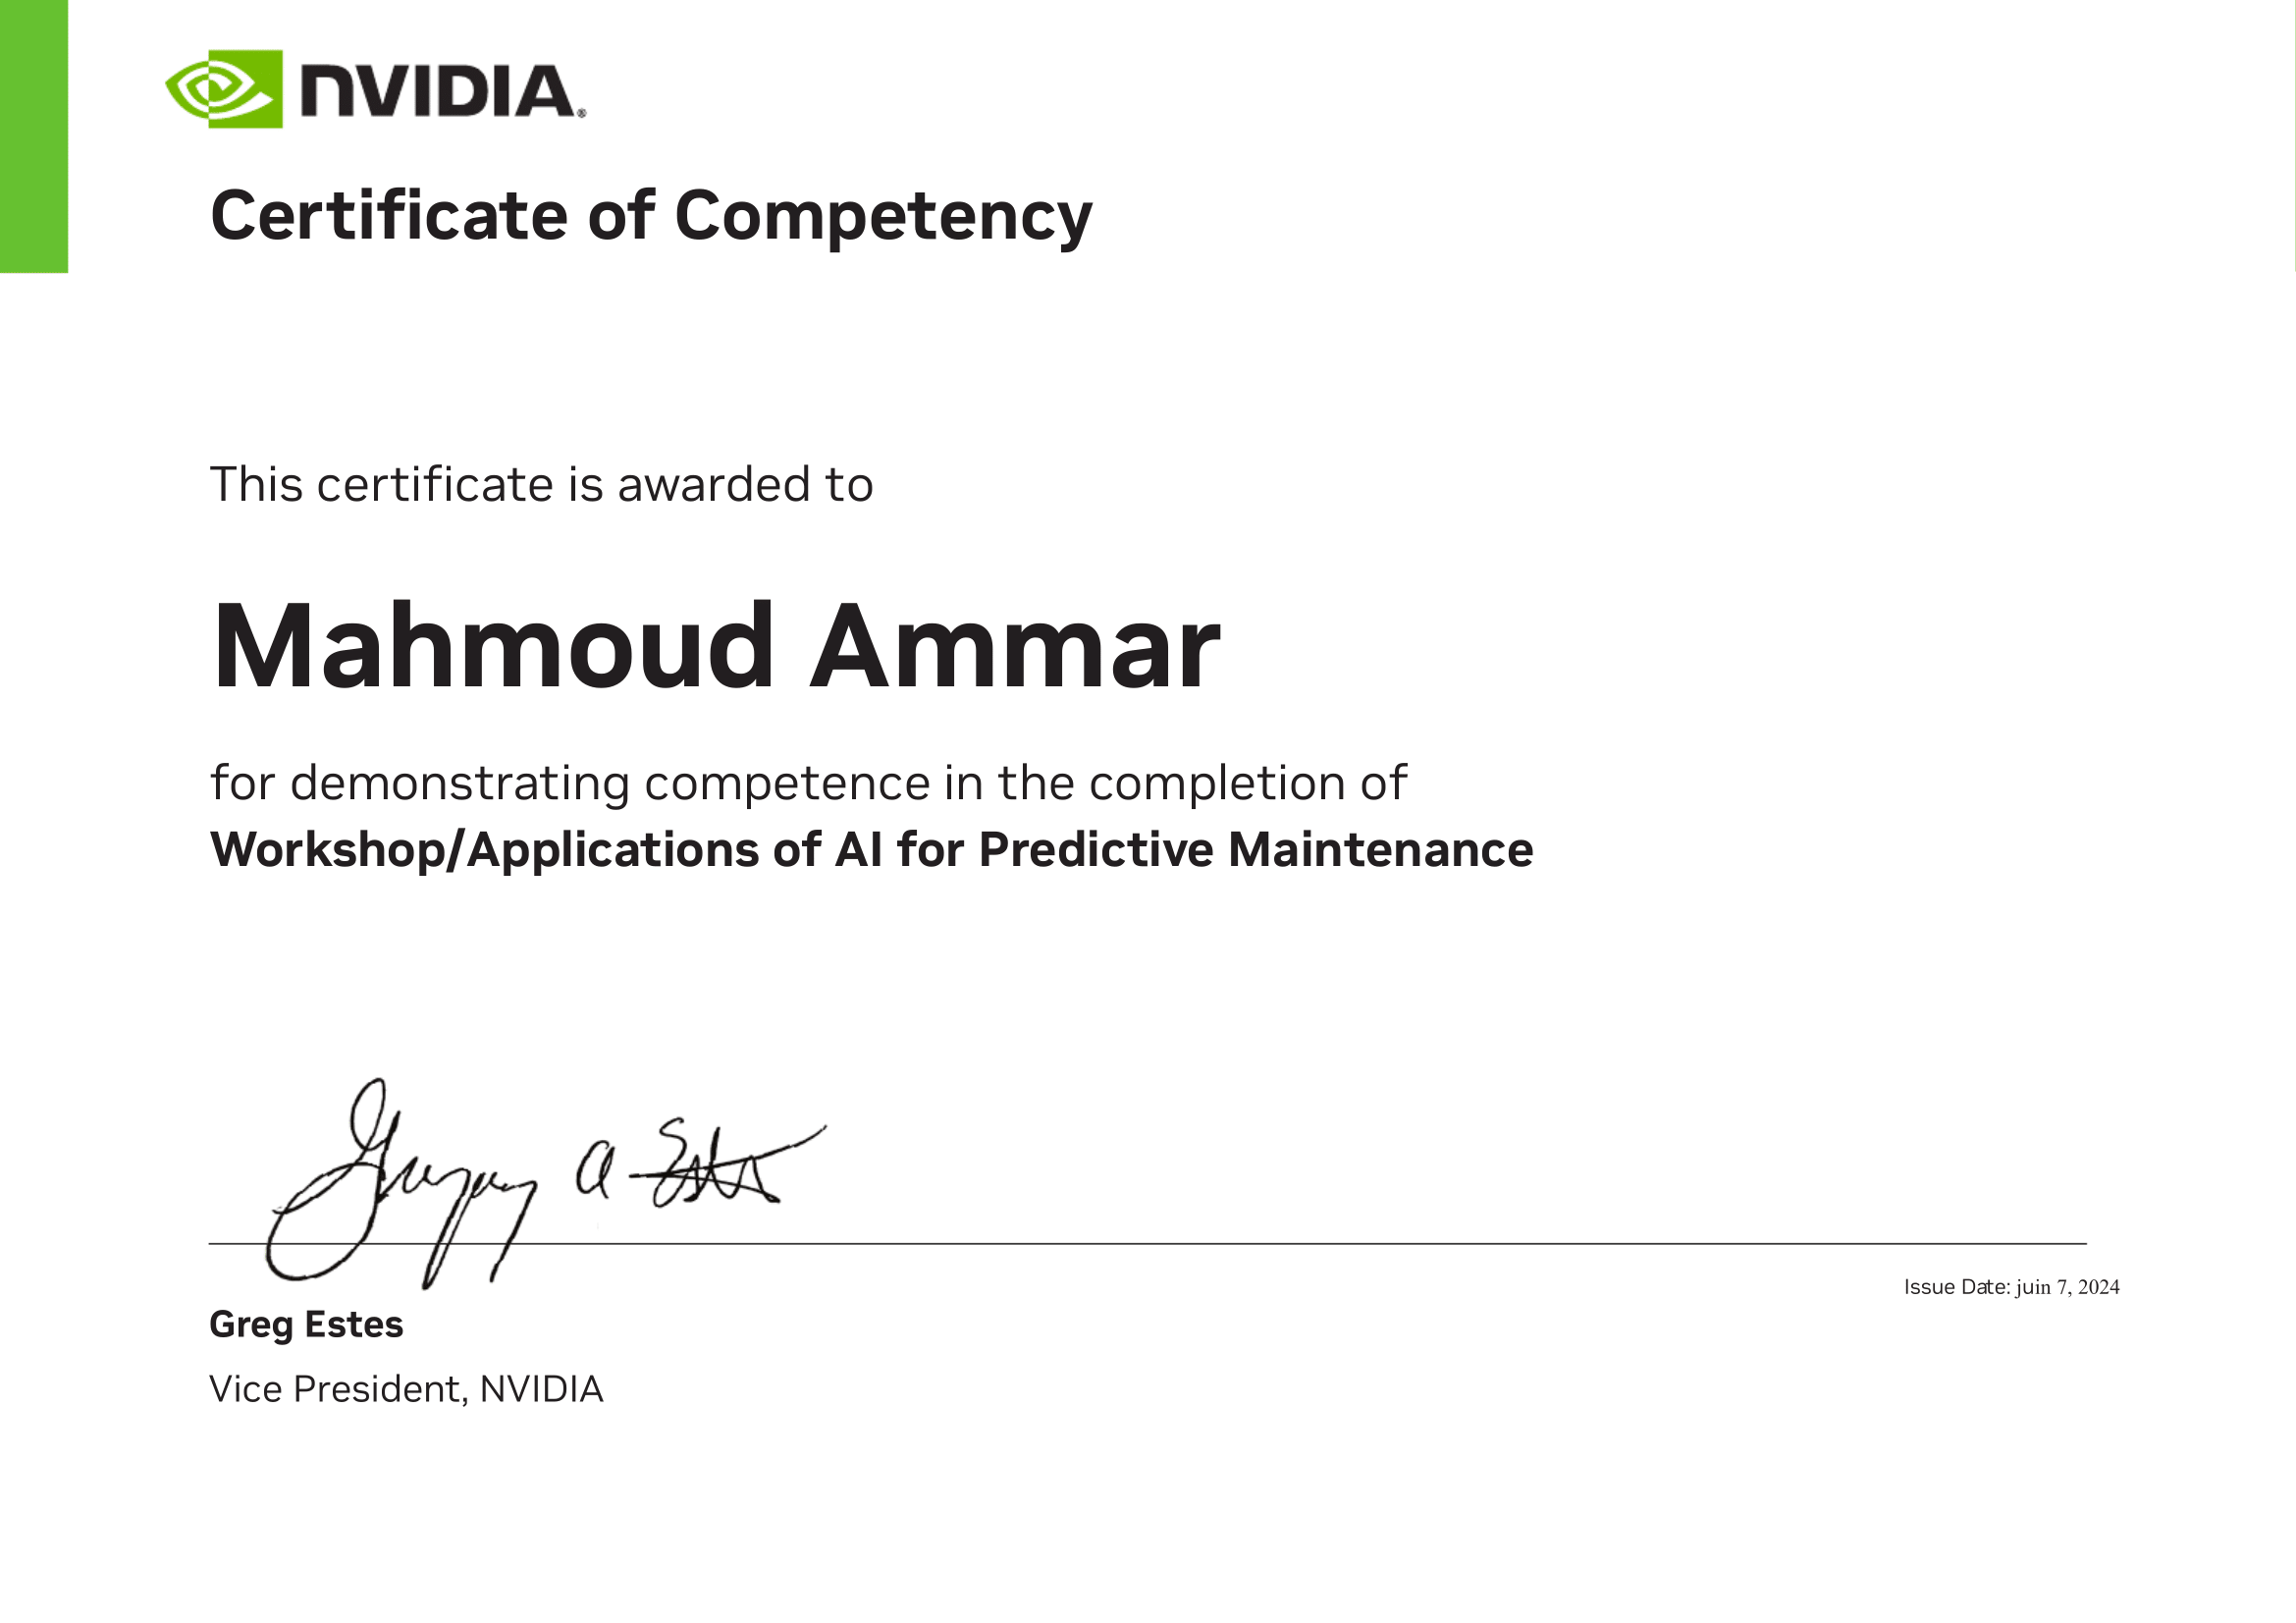 NVIDIA®
Certificate of Competency
This certificate is awarded to
Mahmoud Ammar
for demonstrating competence in the completion of
Workshop/Applications of AI for Predictive Maintenance
Gregory a Estes
Issue Date: juin 7, 2024
Greg Estes
Vice President, NVIDIA